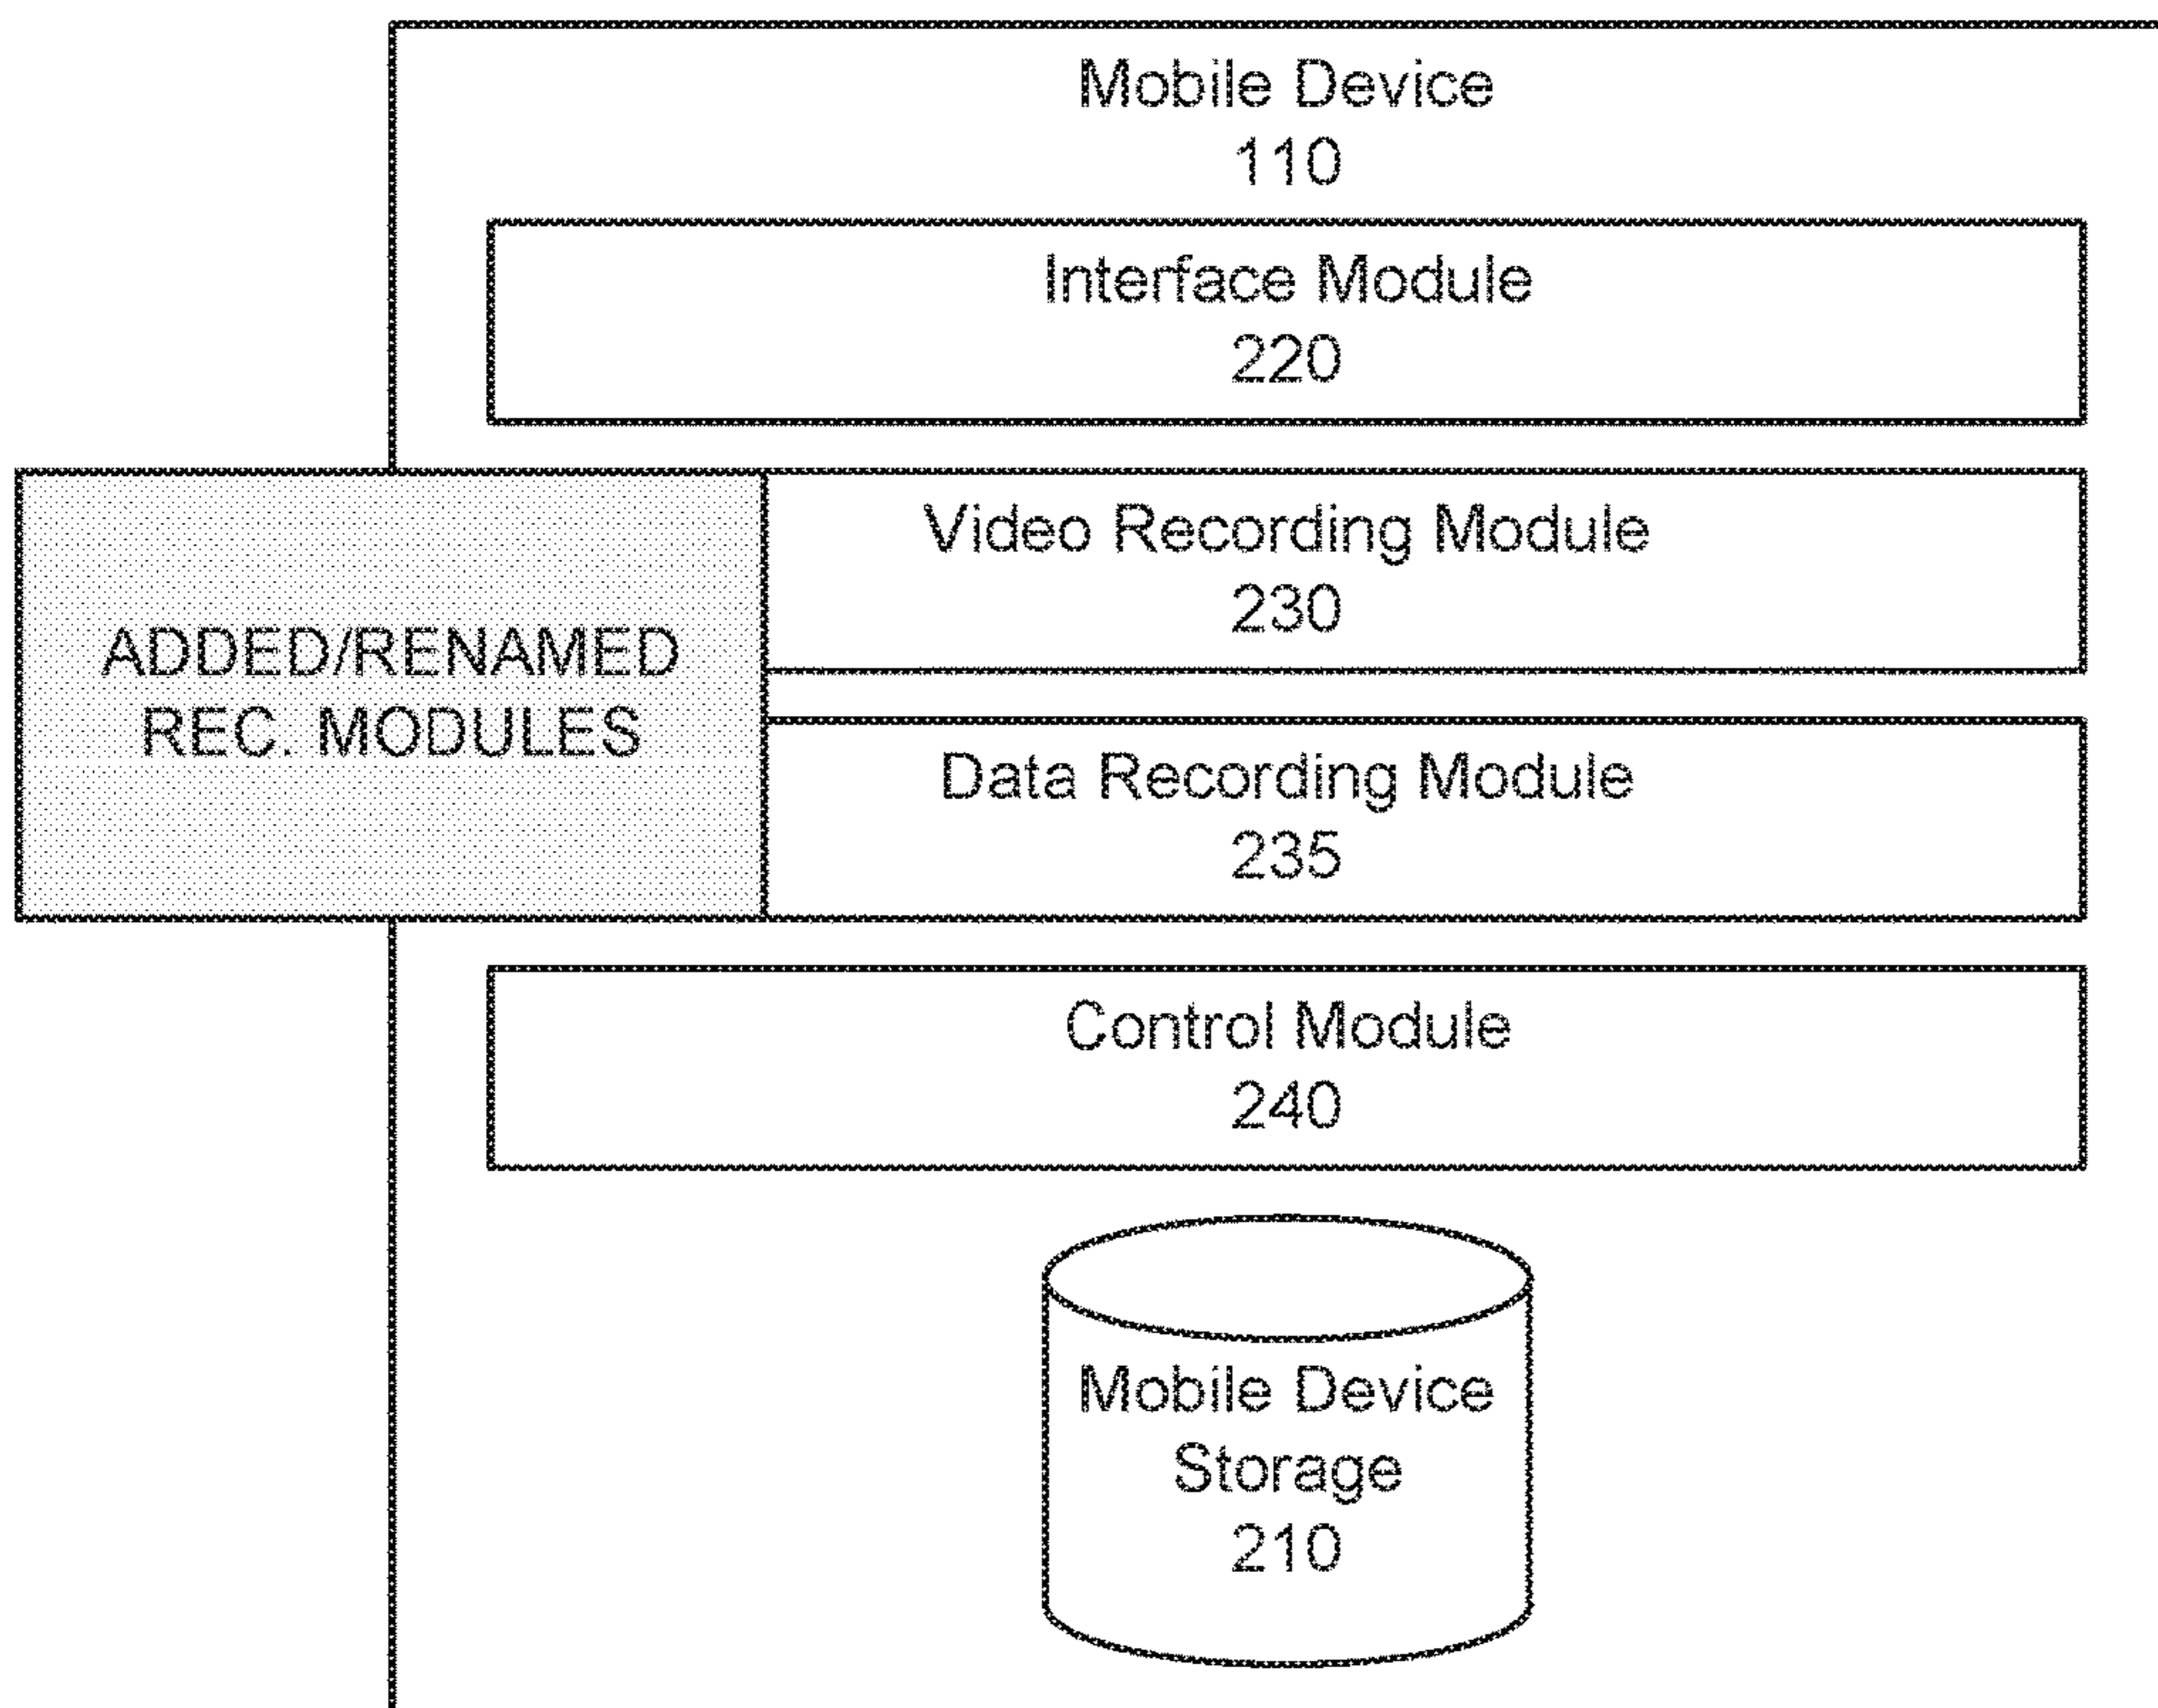 Mobile Device
110
Interface Module
220
Video Recording Module
230
ADDED/RENAMED
REC. MODULES
Data Recording Module
235
Control Module
240
Mobile Device
Storage
210